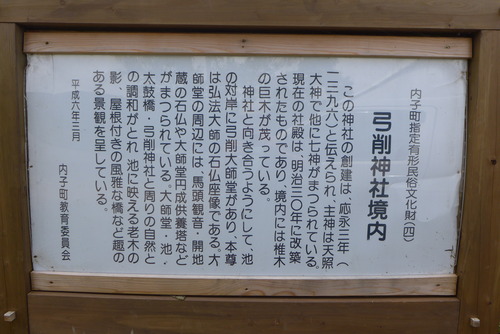 内子町指定有形民俗文化財（四）
弓削神社境内
この神社の創建は、応永三年（
一三九六）と伝えられ、主神は天照
大神で他に七神がまつられている。
現在の社殿は、明治三〇年に改築
されたものであり、境内には椎木
の巨木が茂っている。
神社と向き合うようにして、池
の対岸に弓削大師堂があり、本尊
は弘法大師の石仏座像である。大
師堂の周辺には、馬頭観音・開地
蔵の石仏や大師堂円成供養塔など
がまつられている。大師堂・池・
太鼓橋・弓削神社と周りの自然と
の調和がとれ、池に映える老木の
影、屋根付きの風雅な橋など趣の
ある景観を呈している。
平成六年三月
内子町教育委員会